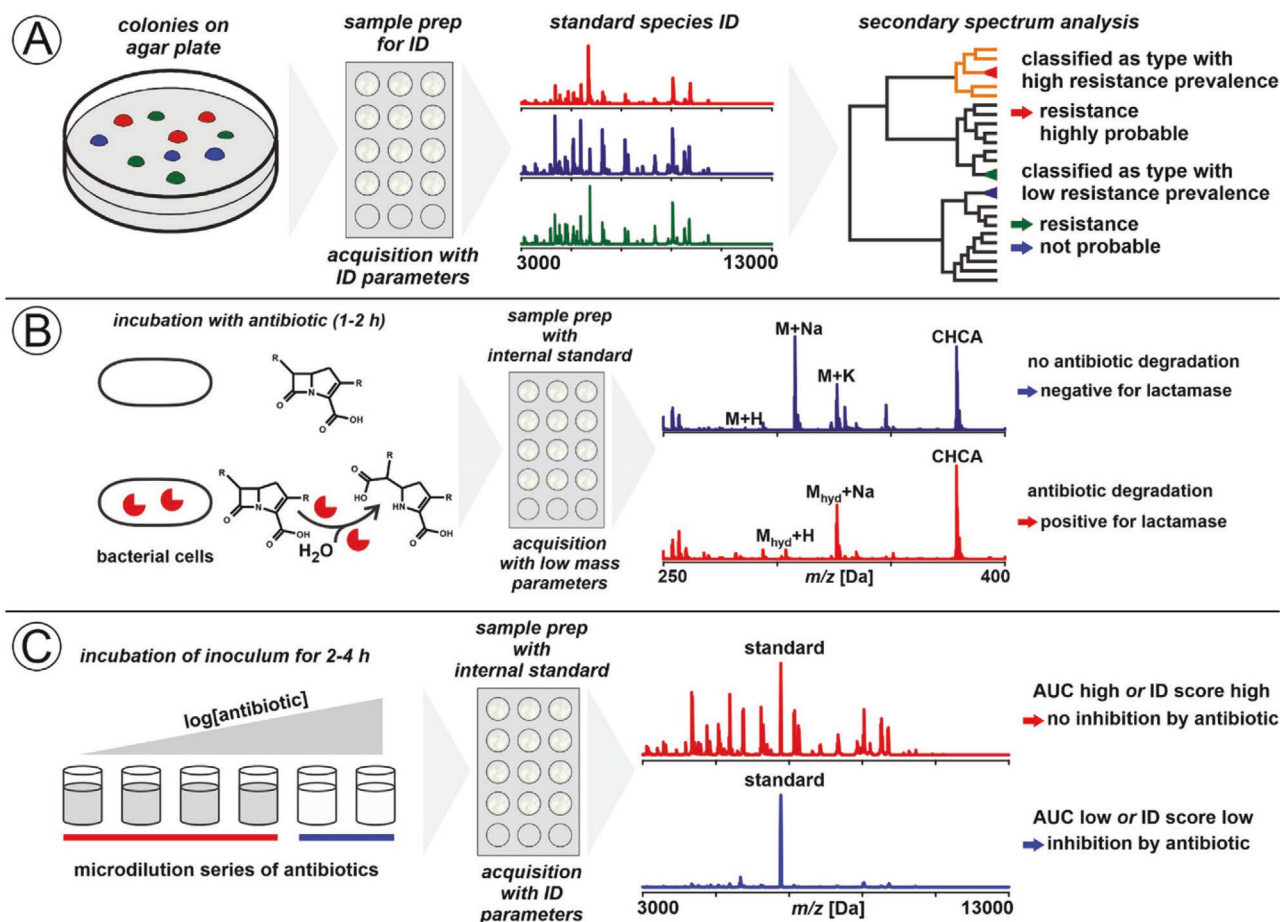 A
colonies on
agar plate
sample prep
for ID
acquisition with
ID parameters
standard species ID
3000 13000
secondary spectrum analysis
classified as type with
high resistance prevalence
resistance
highly probable
classified as type with
low resistance prevalence
resistance
not probable
B
incubation with antibiotic (1-2 h)
R
R
N
O
O
OH
R
R
N
O
O
OH
H2O
R
O
HO
R
HN
O
OH
bacterial cells
sample prep
with
internal standard
acquisition
with low mass
parameters
M+H
M+Na
M+K
CHCA
no antibiotic degradation
negative for lactamase
Mhyd+H
Mhyd+Na
CHCA
antibiotic degradation
positive for lactamase
250 m/z [Da] 400
C
incubation of inoculum for 2-4 h
log[antibiotic]
microdilution series of antibiotics
sample prep
with
internal standard
acquisition
with ID
parameters
standard
AUC high or ID score high
no inhibition by antibiotic
standard
AUC low or ID score low
inhibition by antibiotic
3000 m/z [Da] 13000